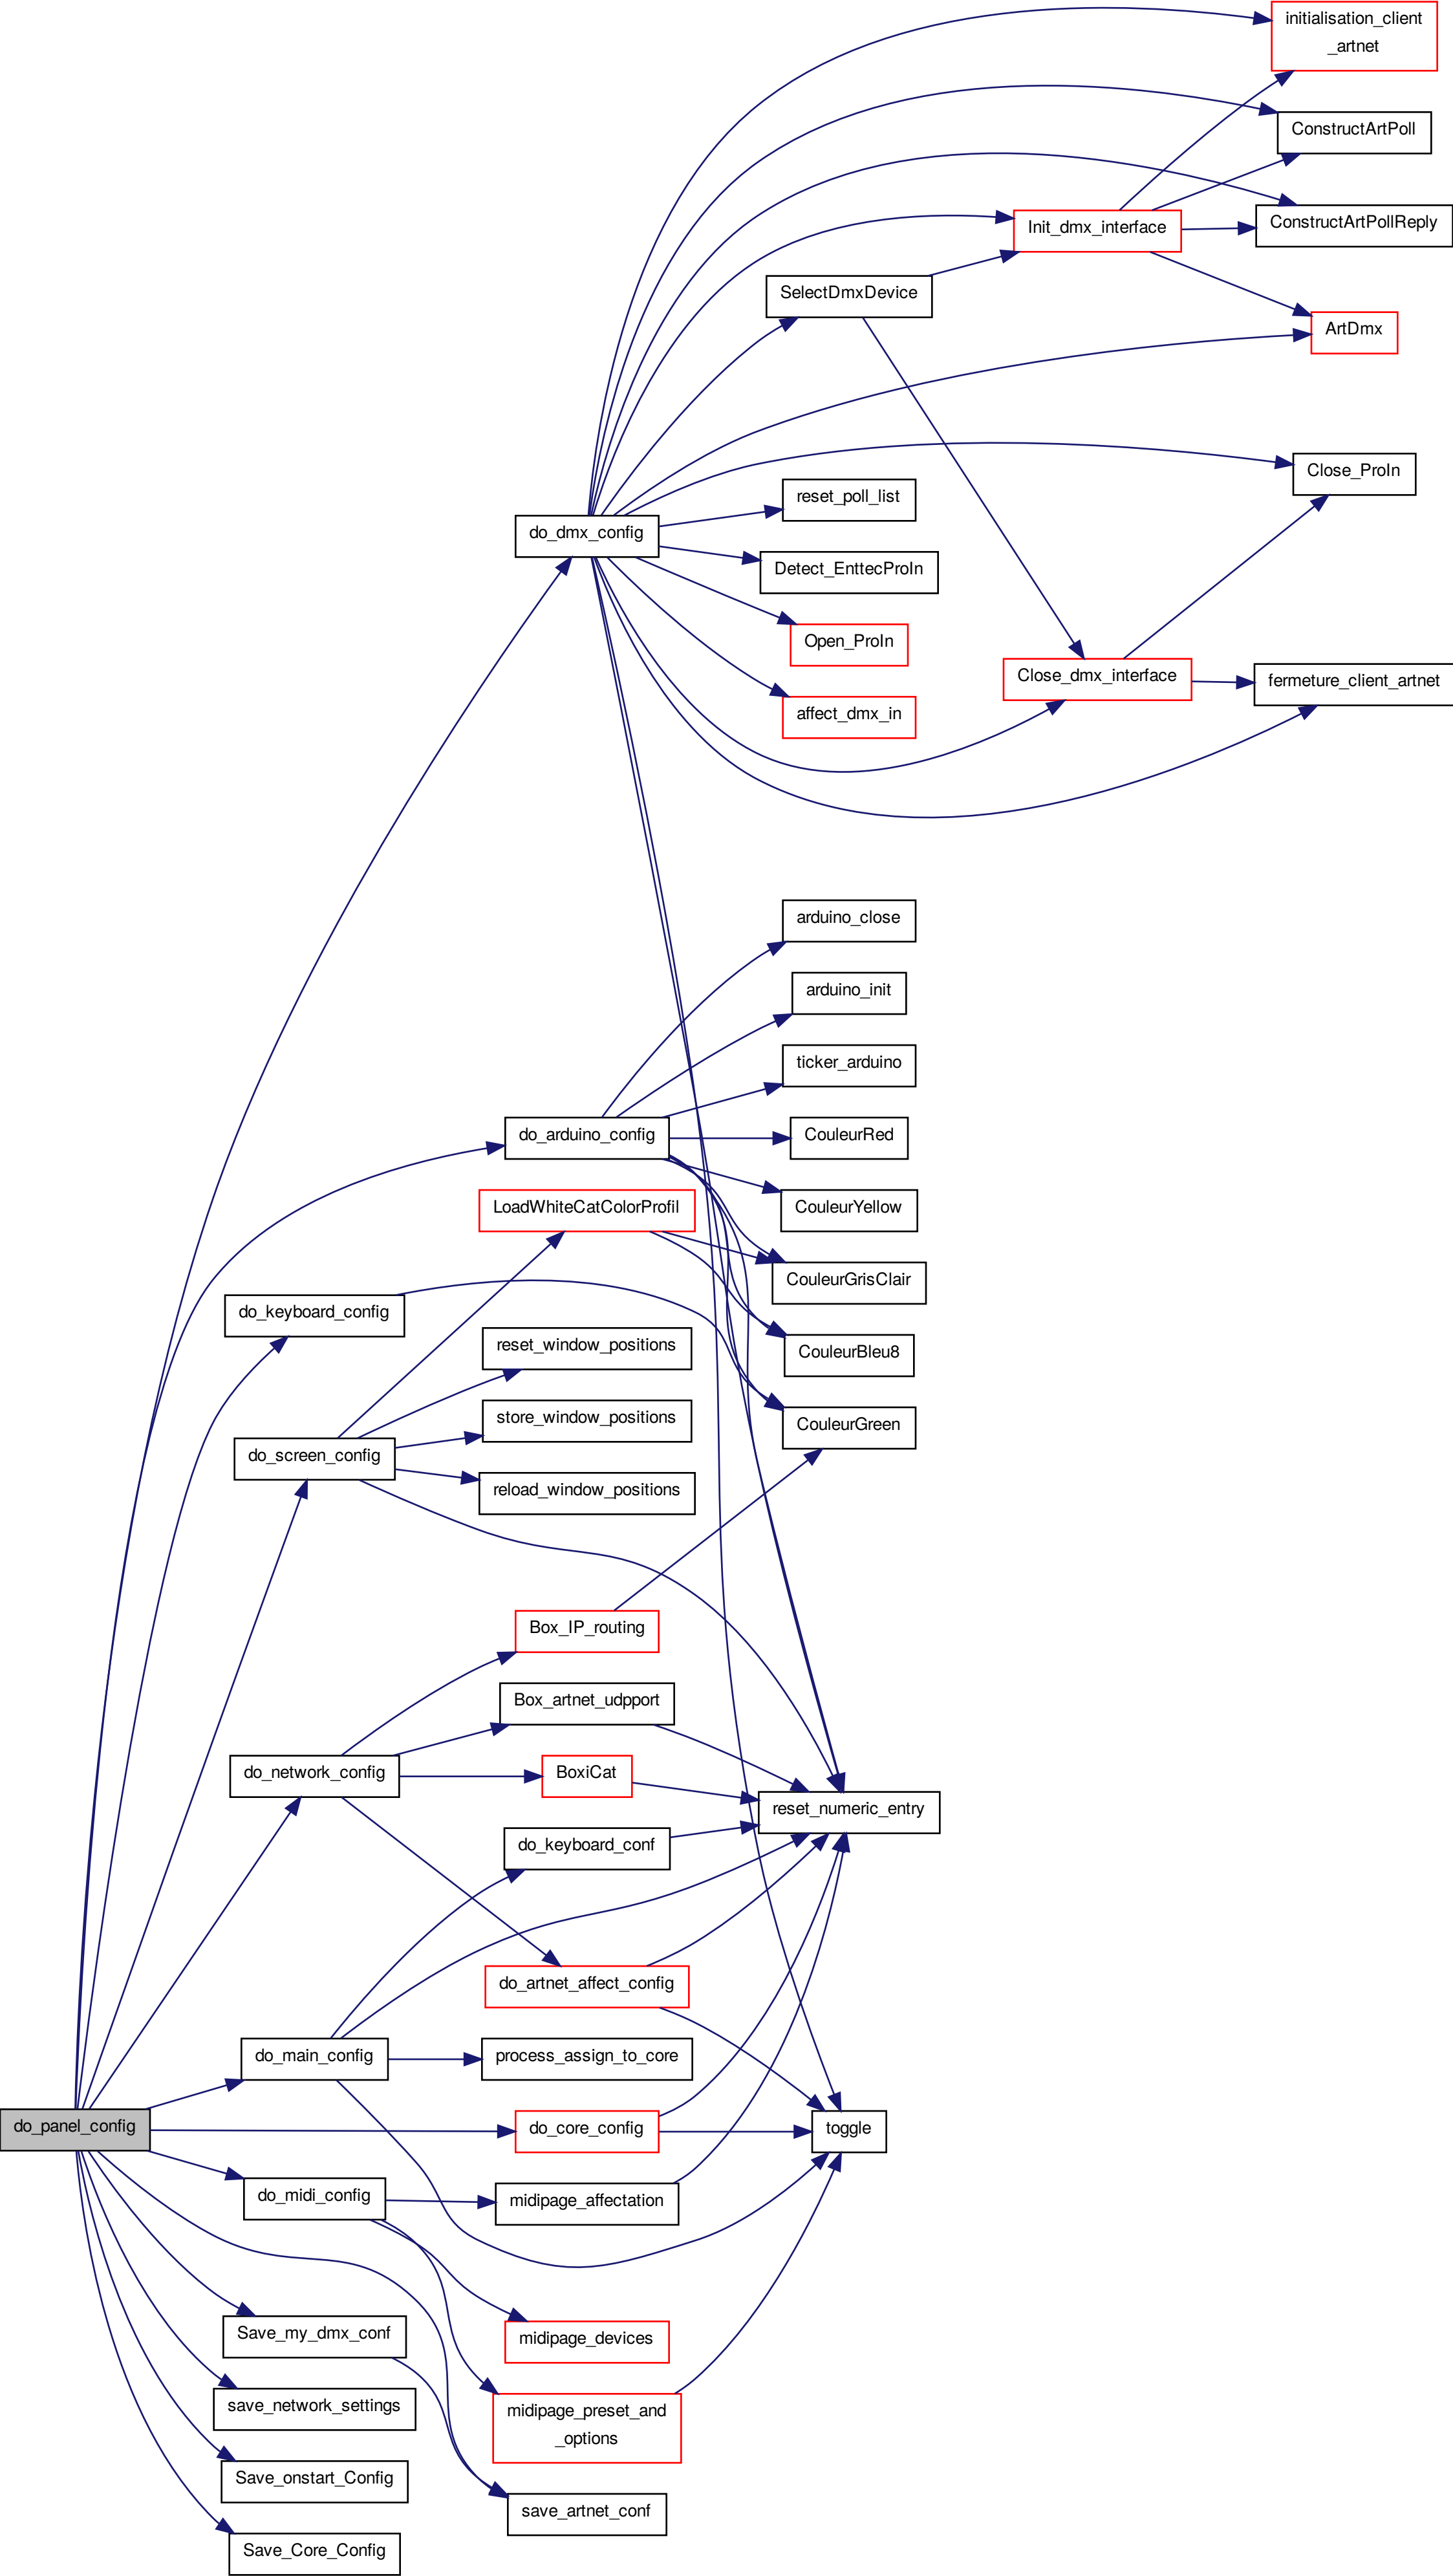 initialisation_client
_artnet
ConstructArtPoll
ConstructArtPollReply
Init_dmx_interface
SelectDmxDevice
ArtDmx
Close_ProIn
reset_poll_list
do_dmx_config
Detect_EnttecProIn
Open_ProIn
Close_dmx_interface
fermeture_client_artnet
affect_dmx_in
arduino_close
arduino_init
ticker_arduino
do_arduino_config
CouleurRed
LoadWhiteCatColorProfil
CouleurYellow
CouleurGrisClair
do_keyboard_config
reset_window_positions
CouleurBleu8
store_window_positions
CouleurGreen
do_screen_config
reload_window_positions
Box_IP_routing
Box_artnet_udpport
do_network_config
BoxiCat
reset_numeric_entry
do_keyboard_conf
do_artnet_affect_config
do_main_config
process_assign_to_core
do_panel_config
do_core_config
toggle
do_midi_config
midipage_affectation
Save_my_dmx_conf
midipage_devices
save_network_settings
midipage_preset_and
_options
Save_onstart_Config
save_artnet_conf
Save_Core_Config